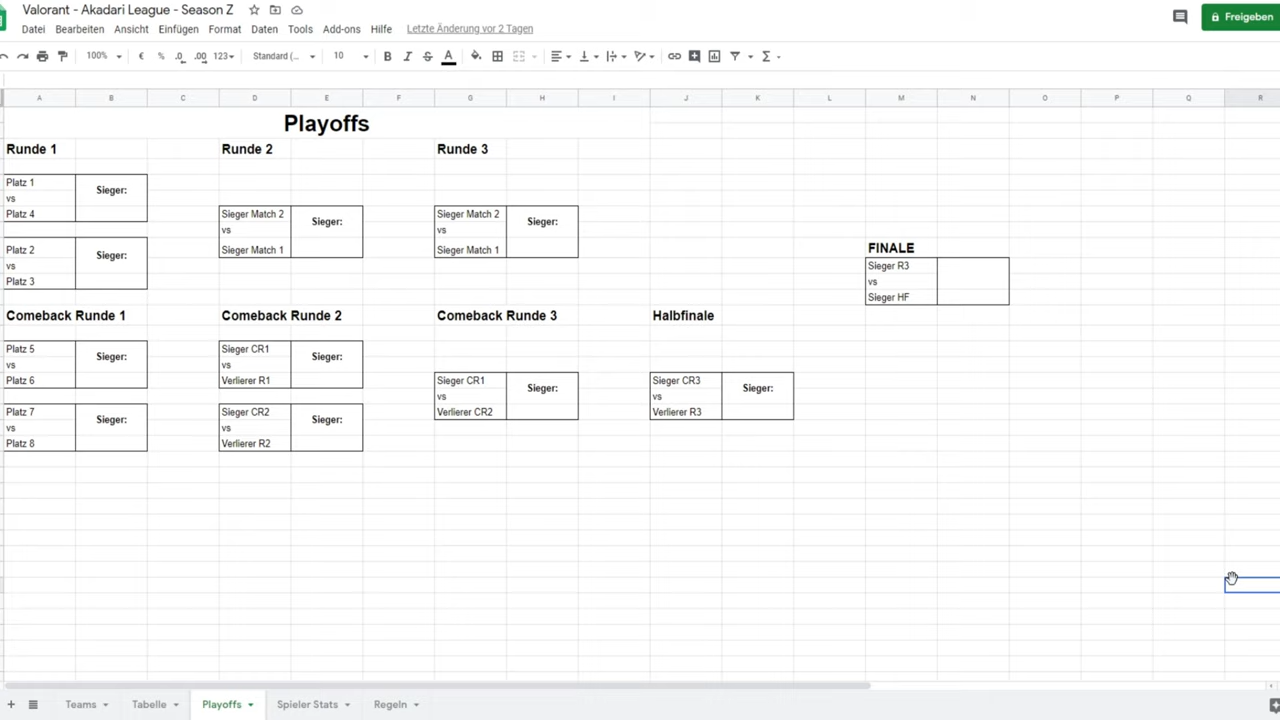 Valorant - Akadari League - Season Z
Freigeben
Datei Bearbeiten Ansicht Einfügen Format Daten Tools Add-ons Hilfe Letzte Änderung vor 2 Tagen
100% € % .0 .00 123 Standard (... 10 B I S A
A B C D E F G H I J K L M N O P Q R
Playoffs
Runde 1 Runde 2 Runde 3
Platz 1 Sieger:
vs
Platz 4
Sieger Match 2 Sieger: Sieger Match 2 Sieger:
vs vs
Sieger Match 1 Sieger Match 1
Platz 2 Sieger:
vs
Platz 3
FINALE
Sieger R3
vs
Sieger HF
Comeback Runde 1 Comeback Runde 2 Comeback Runde 3 Halbfinale
Platz 5 Sieger: Sieger CR1 Sieger:
vs vs
Platz 6 Verlierer R1
Sieger CR1 Sieger: Sieger CR3 Sieger:
vs vs
Verlierer CR2 Verlierer R3
Platz 7 Sieger: Sieger CR2 Sieger:
vs vs
Platz 8 Verlierer R2
Teams Tabelle Playoffs Spieler Stats Regeln